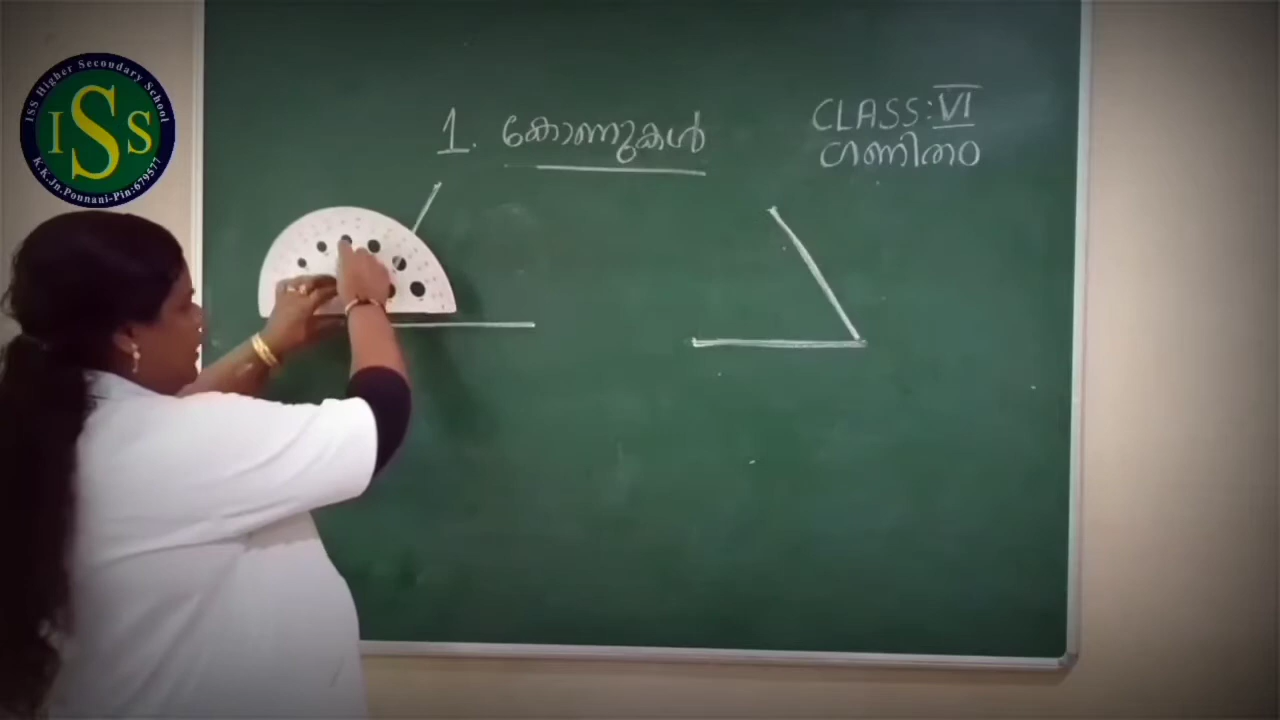 ISS Higher Secondary School
ISS
K.K.Jn.Ponnani-Pin:679577
1. കോണുകൾ
CLASS: VI
ഗണിതം